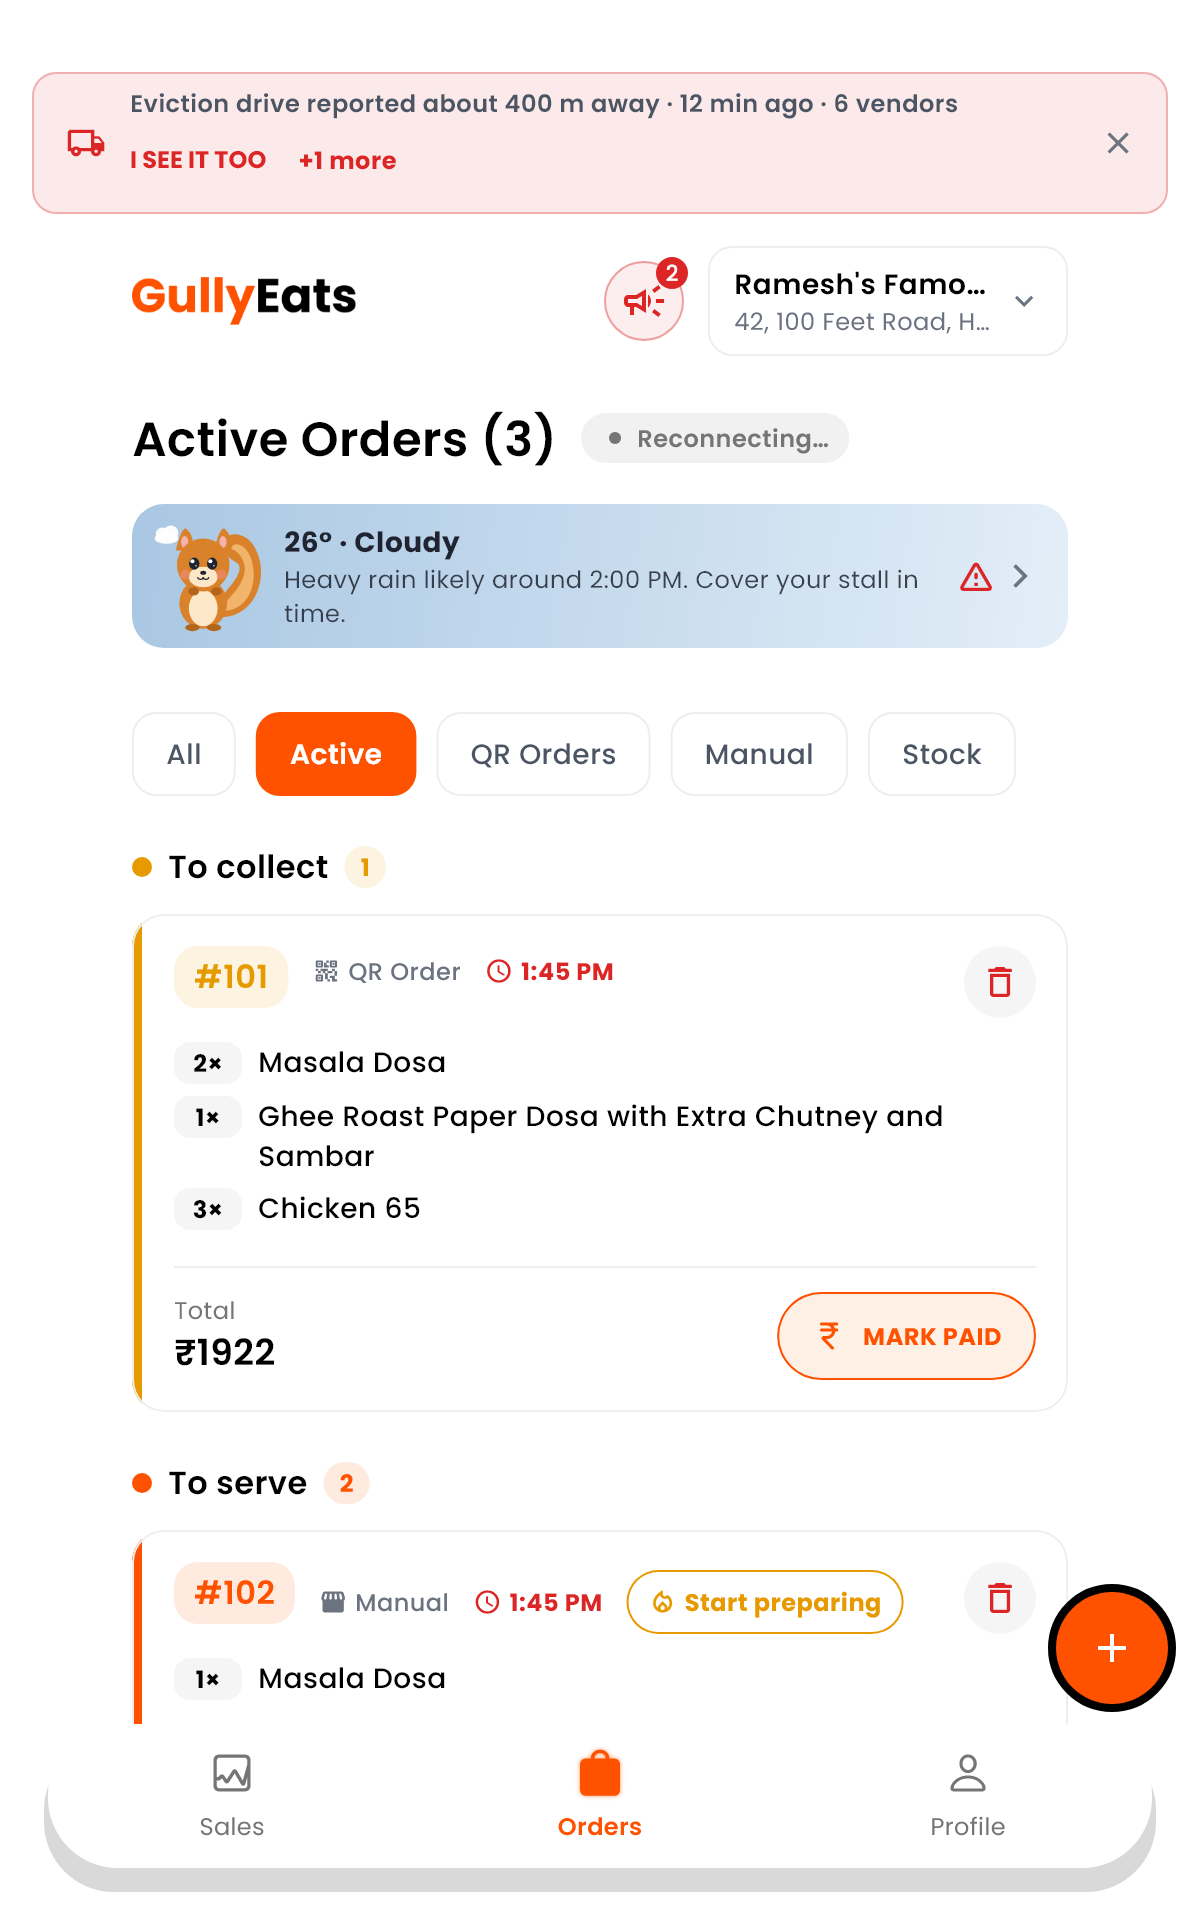 Eviction drive reported about 400 m away · 12 min ago · 6 vendors
I SEE IT TOO +1 more
GullyEats
2
Ramesh's Famo...
42, 100 Feet Road, H...
Active Orders (3)
Reconnecting...
26° · Cloudy
Heavy rain likely around 2:00 PM. Cover your stall in
time.
All Active QR Orders Manual Stock
To collect 1
#101 QR Order 1:45 PM
2× Masala Dosa
1× Ghee Roast Paper Dosa with Extra Chutney and
Sambar
3× Chicken 65
Total
₹1922
₹ MARK PAID
To serve 2
#102 Manual 1:45 PM Start preparing
1× Masala Dosa
Sales Orders Profile